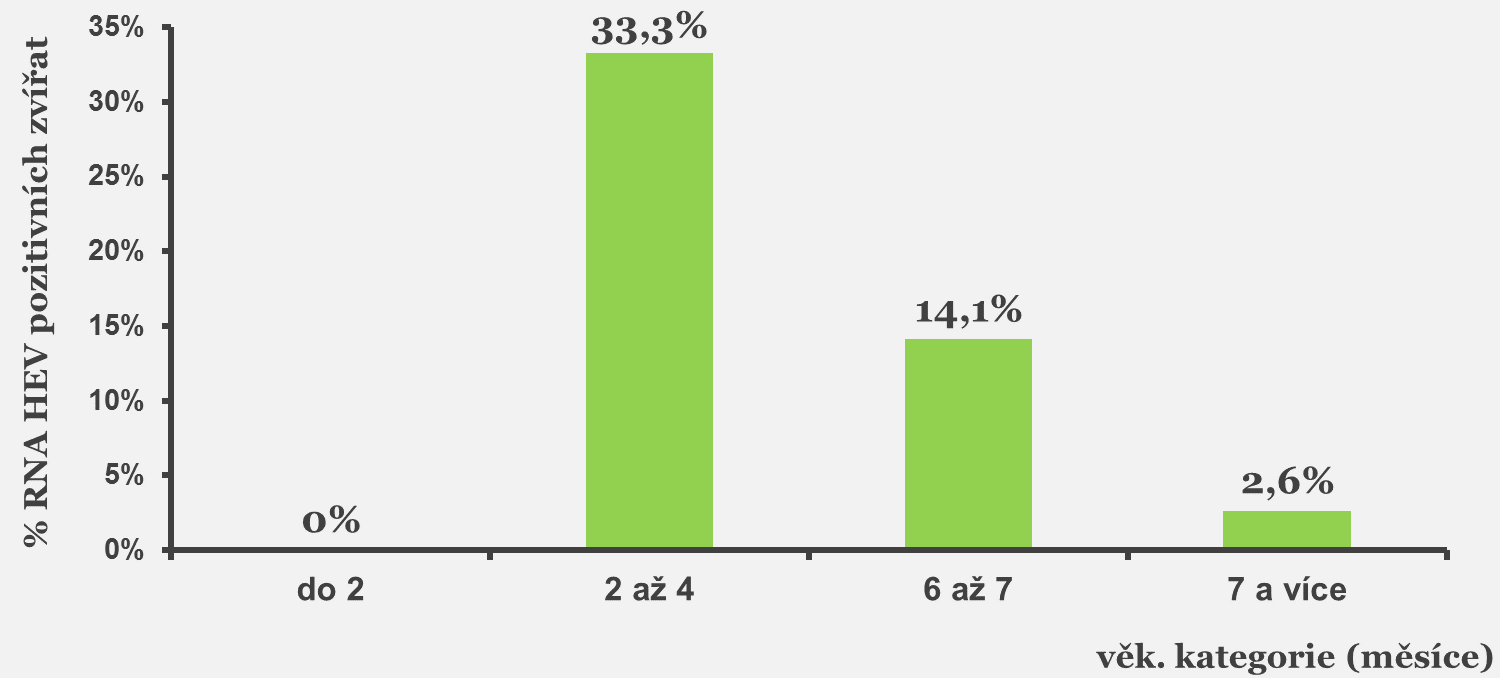 % RNA HEV pozitivních zvířat
35%
30%
25%
20%
15%
10%
5%
0%
0%
33,3%
14,1%
2,6%
do 2
2 až 4
6 až 7
7 a více
věk. kategorie (měsíce)